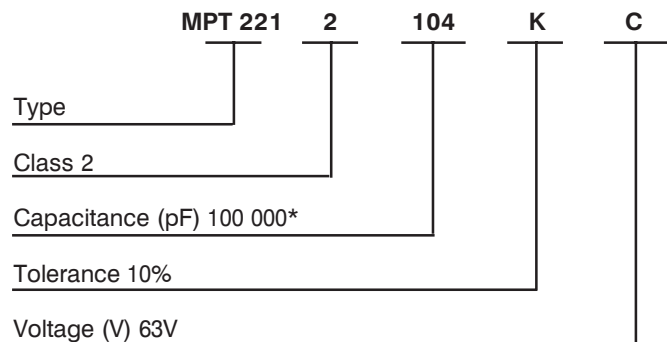 MPT 221 2 104 K C
Type
Class 2
Capacitance (pF) 100 000*
Tolerance 10%
Voltage (V) 63V